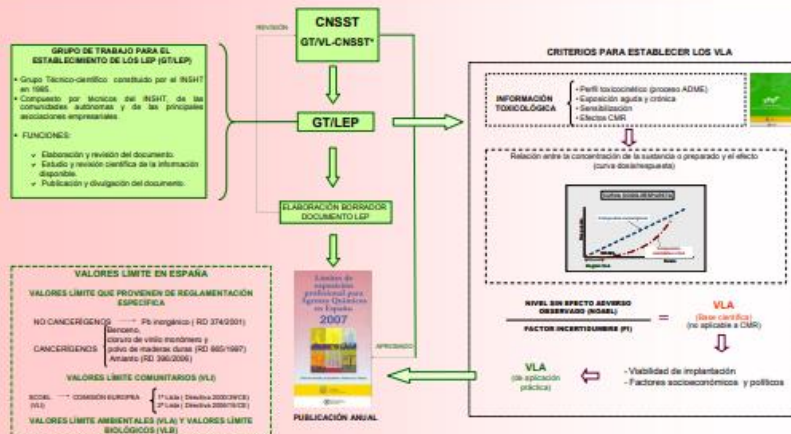 CNSST
GT/VL-CNSST*
REVISIÓN
GRUPO DE TRABAJO PARA EL
ESTABLECIMIENTO DE LOS LEP (GT/LEP)
• Grupo Técnico-científico constituido por el INSHT
en 1995.
• Compuesto por técnicos del INSHT, de las
comunidades autónomas y de las principales
asociaciones empresariales.
• FUNCIONES:
✓ Elaboración y revisión del documento.
✓ Estudio y revisión científica de la información
disponible.
✓ Publicación y divulgación del documento.
GT/LEP
ELABORACIÓN BORRADOR
DOCUMENTO LEP
Límites de
exposición
profesional para
Agentes Químicos
en España
2007
APROBADO
PUBLICACIÓN ANUAL
VALORES LÍMITE EN ESPAÑA
VALORES LÍMITE QUE PROVIENEN DE REGLAMENTACIÓN
ESPECÍFICA
NO CANCERÍGENOS → Pb inorgánico ( RD 374/2001)
CANCERÍGENOS
Benceno,
cloruro de vinilo monómero y
polvo de maderas duras (RD 665/1997)
Amianto (RD 396/2006)
VALORES LÍMITE COMUNITARIOS (VLI)
SCOEL → COMISIÓN EUROPEA
(VLI)
1ª Lista ( Directiva 2000/39/CE)
2ª Lista ( Directiva 2006/15/CE)
VALORES LÍMITE AMBIENTALES (VLA) Y VALORES LÍMITE
BIOLÓGICOS (VLB)
CRITERIOS PARA ESTABLECER LOS VLA
INFORMACIÓN
TOXICOLÓGICA
• Perfil toxicocinético (proceso ADME)
• Exposición aguda y crónica
• Sensibilización
• Efectos CMR
Relación entre la concentración de la sustancia o preparado y el efecto
(curva dosis/respuesta)
CURVA DOSIS-RESPUESTA
NIVEL SIN EFECTO ADVERSO
OBSERVADO (NOAEL)
FACTOR INCERTIDUMBRE (FI)
=
VLA
(Base científica)
(no aplicable a CMR)
- Viabilidad de implantación
- Factores socioeconómicos y políticos
VLA
(de aplicación
práctica)